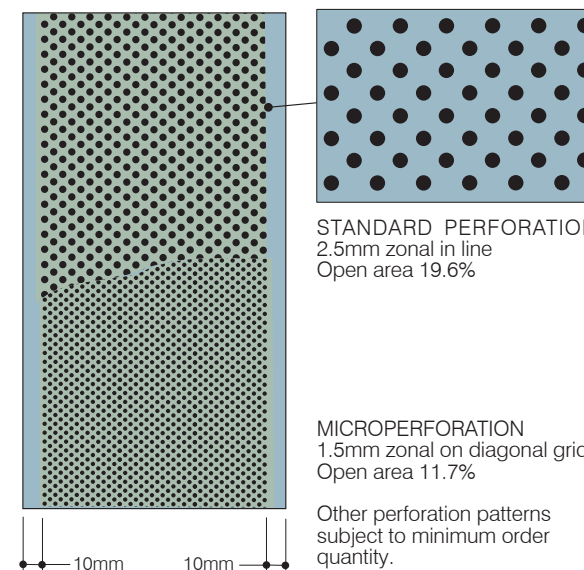 STANDARD PERFORATION
2.5mm zonal in line
Open area 19.6%
MICROPERFORATION
1.5mm zonal on diagonal grid
Open area 11.7%
Other perforation patterns
subject to minimum order
quantity.
10mm
10mm